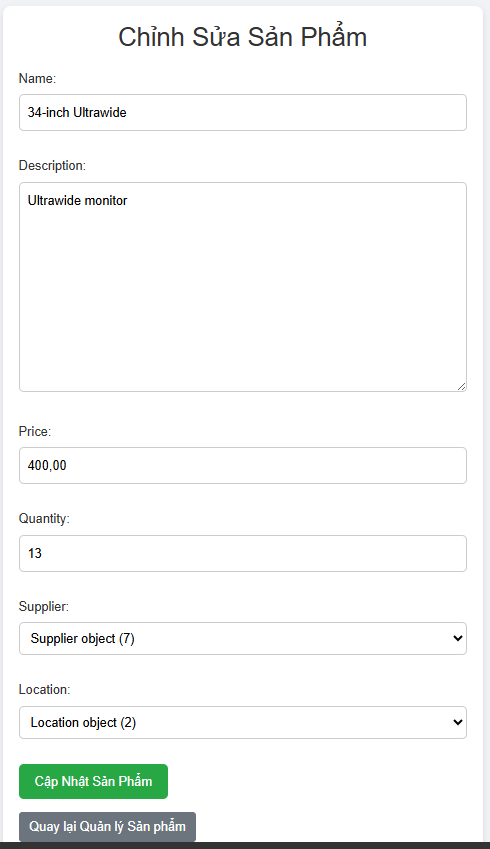 Chỉnh Sửa Sản Phẩm
Name:
34-inch Ultrawide
Description:
Ultrawide monitor
Price:
400,00
Quantity:
13
Supplier:
Supplier object (7)
Location:
Location object (2)
Cập Nhật Sản Phẩm
Quay lại Quản lý Sản phẩm